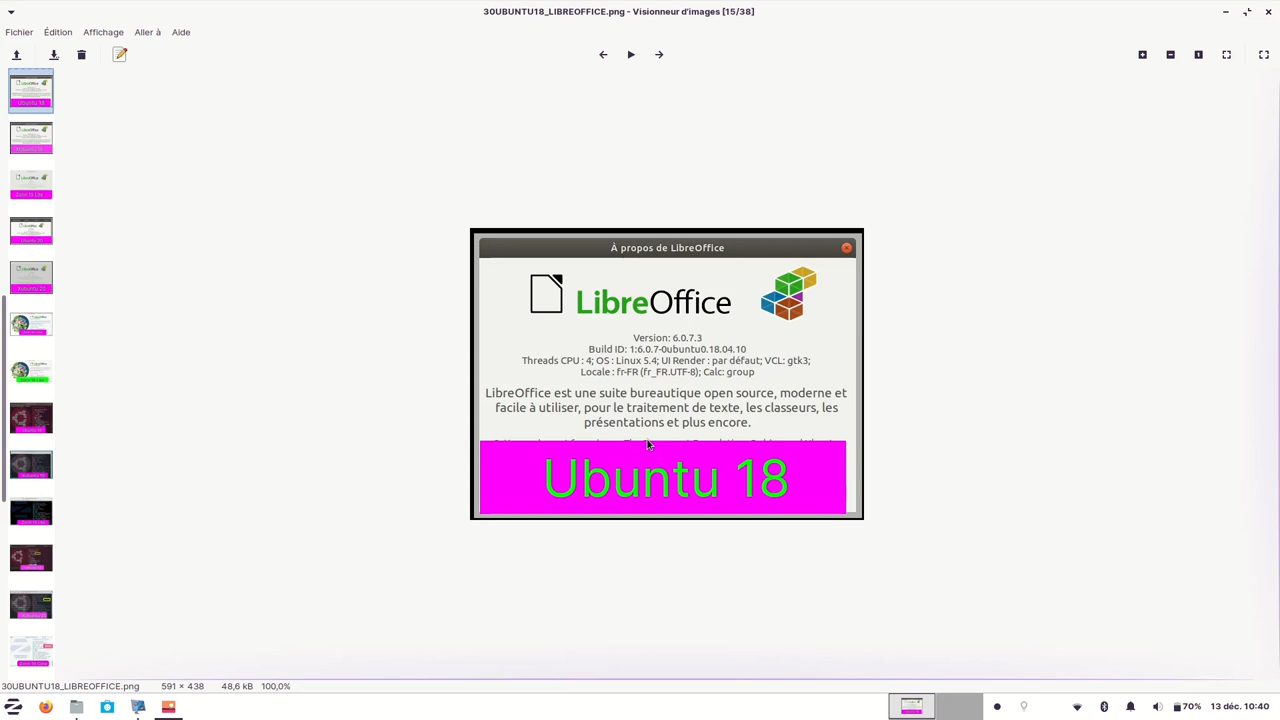 30UBUNTU18_LIBREOFFICE.png - Visionneur d'images [15/38]
Fichier Édition Affichage Aller à Aide
À propos de LibreOffice
LibreOffice
Version: 6.0.7.3
Build ID: 1:6.0.7-0ubuntu0.18.04.10
Threads CPU : 4; OS : Linux 5.4; UI Render : par défaut; VCL: gtk3;
Locale : fr-FR (fr_FR.UTF-8); Calc: group
LibreOffice est une suite bureautique open source, moderne et
facile à utiliser, pour le traitement de texte, les classeurs, les
présentations et plus encore.
Ubuntu 18
30UBUNTU18_LIBREOFFICE.png 591 × 438 48,6 kB 100,0%
70% 13 déc. 10:40